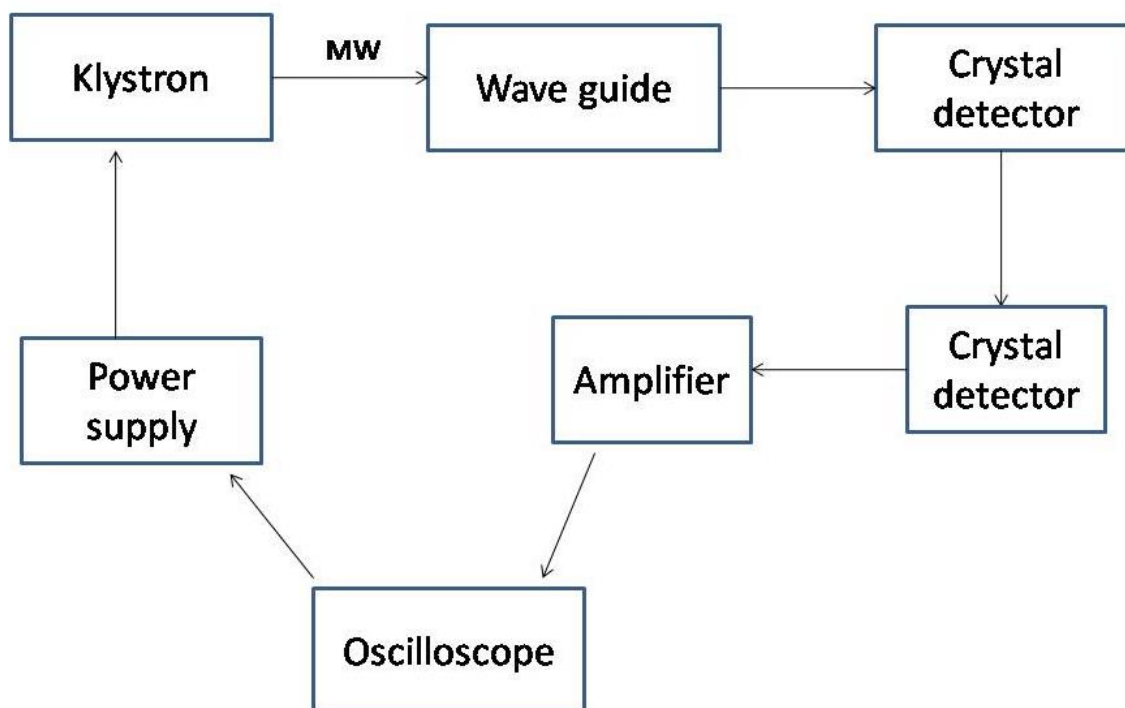 Klystron
MW
Wave guide
Crystal
detector
Power
supply
Amplifier
Crystal
detector
Oscilloscope